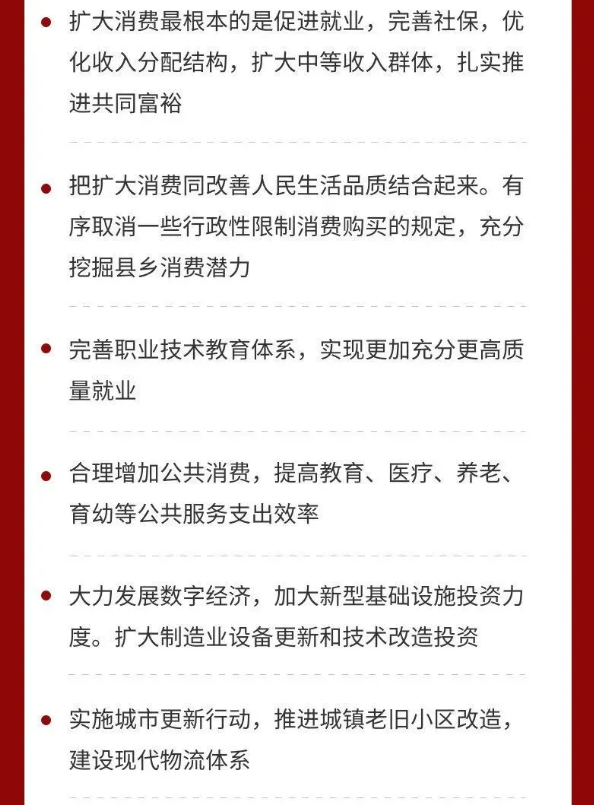 扩大消费最根本的是促进就业，完善社保，优
化收入分配结构，扩大中等收入群体，扎实推
进共同富裕
把扩大消费同改善人民生活品质结合起来。有
序取消一些行政性限制消费购买的规定，充分
挖掘县乡消费潜力
完善职业技术教育体系，实现更加充分更高质
量就业
合理增加公共消费，提高教育、医疗、养老、
育幼等公共服务支出效率
大力发展数字经济，加大新型基础设施投资力
度。扩大制造业设备更新和技术改造投资
实施城市更新行动，推进城镇老旧小区改造，
建设现代物流体系